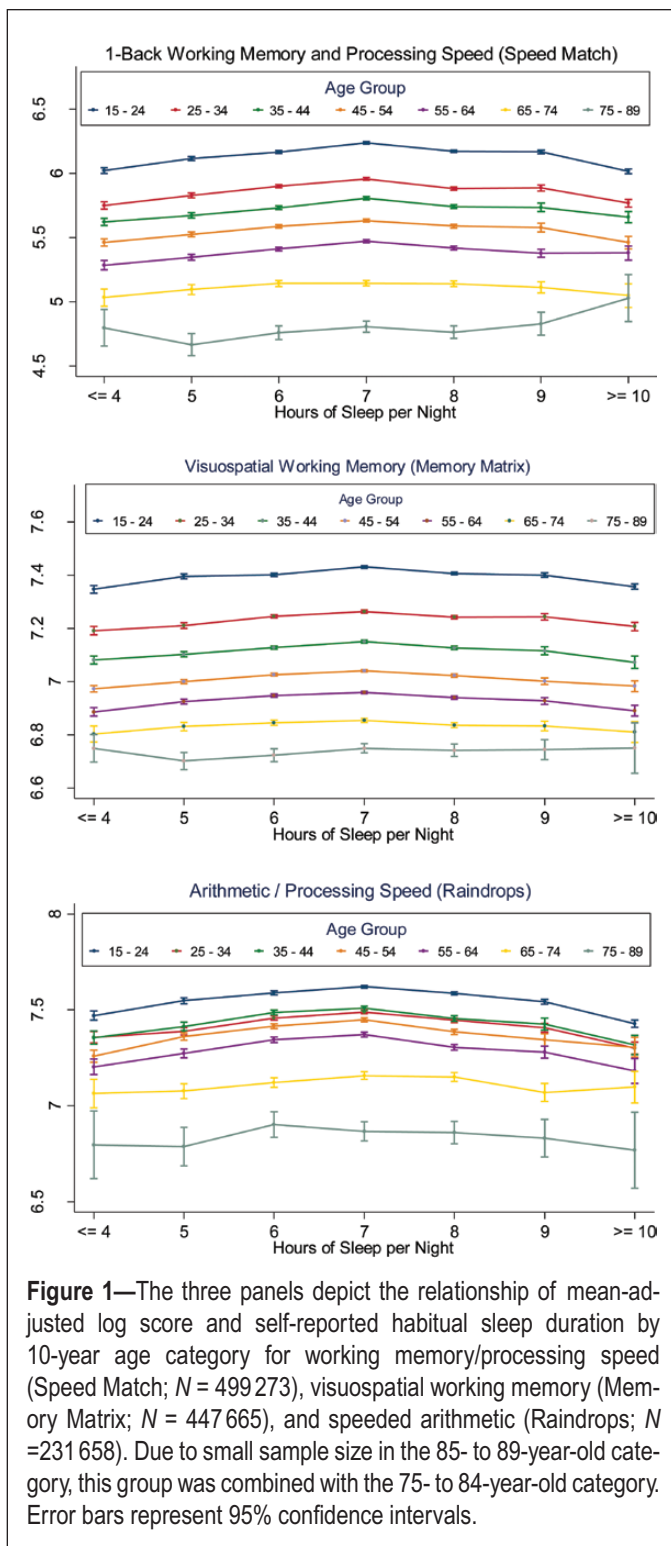 1-Back Working Memory and Processing Speed (Speed Match)
Age Group
15 - 24 25 - 34 35 - 44 45 - 54 55 - 64 65 - 74 75 - 89
6.5
6
5.5
5
4.5
<= 4 5 6 7 8 9 >= 10
Hours of Sleep per Night
Visuospatial Working Memory (Memory Matrix)
Age Group
15 - 24 25 - 34 35 - 44 45 - 54 55 - 64 65 - 74 75 - 89
7.6
7.4
7.2
7
6.8
6.6
<= 4 5 6 7 8 9 >= 10
Hours of Sleep per Night
Arithmetic / Processing Speed (Raindrops)
Age Group
15 - 24 25 - 34 35 - 44 45 - 54 55 - 64 65 - 74 75 - 89
8
7.5
7
6.5
<= 4 5 6 7 8 9 >= 10
Hours of Sleep per Night
Figure 1—The three panels depict the relationship of mean-ad-
justed log score and self-reported habitual sleep duration by
10-year age category for working memory/processing speed
(Speed Match; N = 499 273), visuospatial working memory (Mem-
ory Matrix; N = 447 665), and speeded arithmetic (Raindrops; N
=231 658). Due to small sample size in the 85- to 89-year-old cate-
gory, this group was combined with the 75- to 84-year-old category.
Error bars represent 95% confidence intervals.